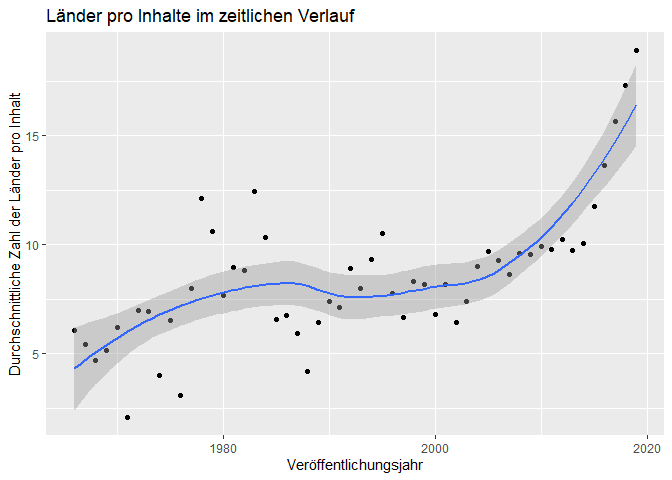 Länder pro Inhalte im zeitlichen Verlauf
Durchschnittliche Zahl der Länder pro Inhalt
15
10
5
1980
2000
2020
Veröffentlichungsjahr